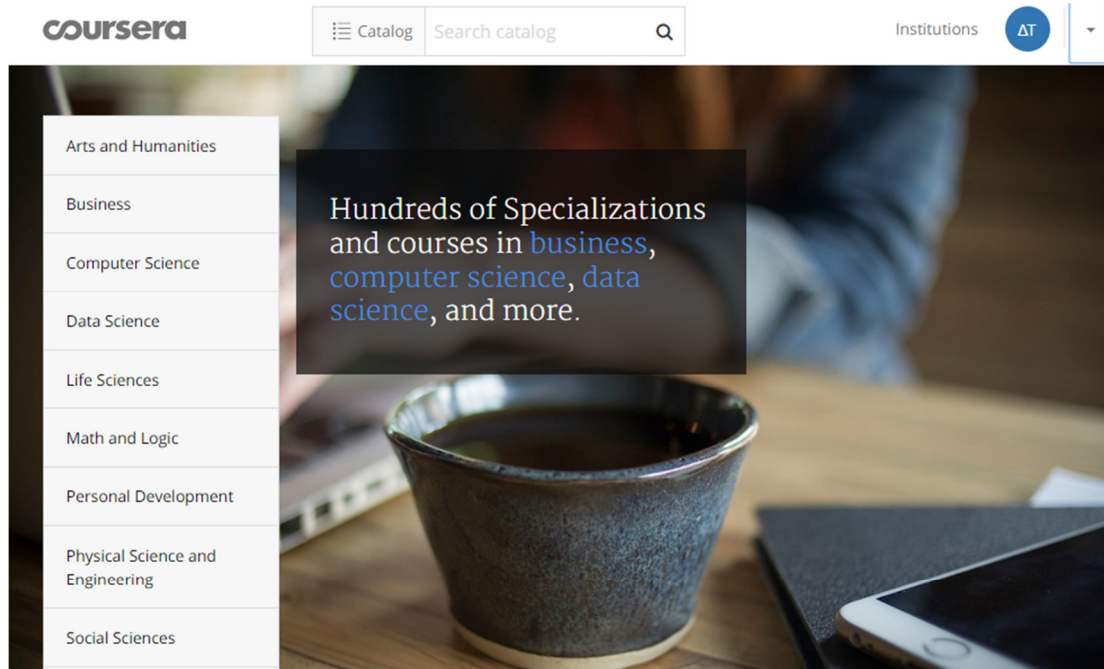 coursera
Catalog
Search catalog
Institutions
ΔΤ
Arts and Humanities
Business
Computer Science
Data Science
Life Sciences
Math and Logic
Personal Development
Physical Science and
Engineering
Social Sciences
Hundreds of Specializations
and courses in business,
computer science, data
science, and more.